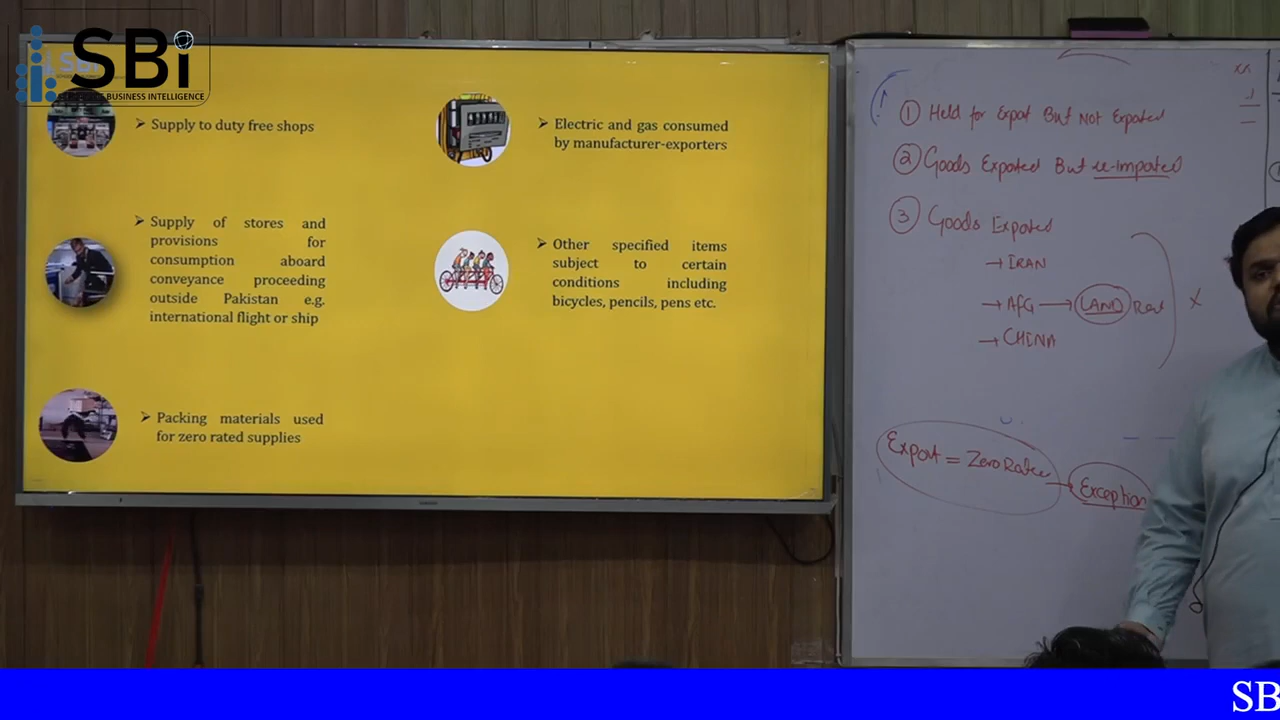 SBi
BUSINESS INTELLIGENCE
➢ Supply to duty free shops
➢ Supply of stores and
provisions for
consumption aboard
conveyance proceeding
outside Pakistan e.g.
international flight or ship
➢ Packing materials used
for zero rated supplies
➢ Electric and gas consumed
by manufacturer-exporters
➢ Other specified items
subject to certain
conditions including
bicycles, pencils, pens etc.
① Held for Export But Not Exported
② Goods Exported But re-imported
③ Goods Exported
→ IRAN
→ AFG → LAND
→ CHINA
X
Export = Zero Rated → Exception
SB